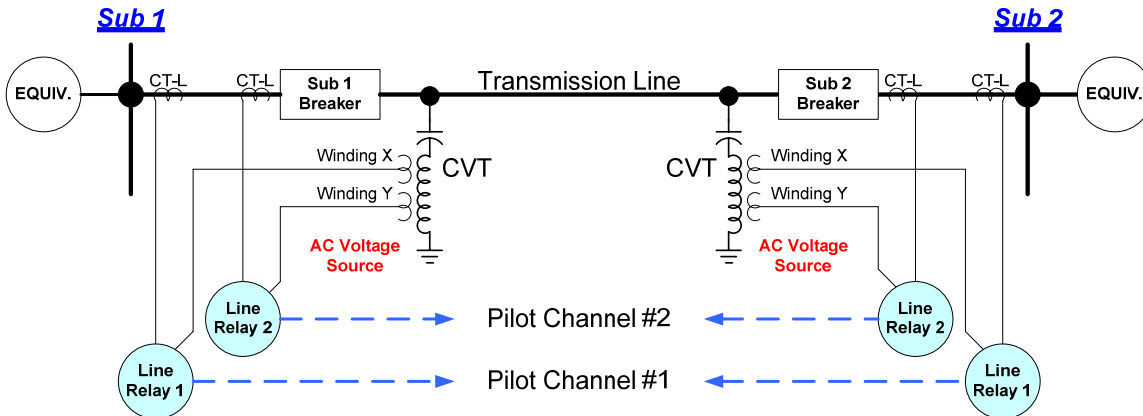 Sub 1
Sub 2
EQUIV.
CT-L
CT-L
Sub 1
Breaker
Transmission Line
Sub 2
Breaker
CT-L
CT-L
EQUIV.
Winding X
CVT
Winding Y
AC Voltage
Source
CVT
Winding X
Winding Y
AC Voltage
Source
Line
Relay 2
Pilot Channel #2
Line
Relay 2
Line
Relay 1
Pilot Channel #1
Line
Relay 1